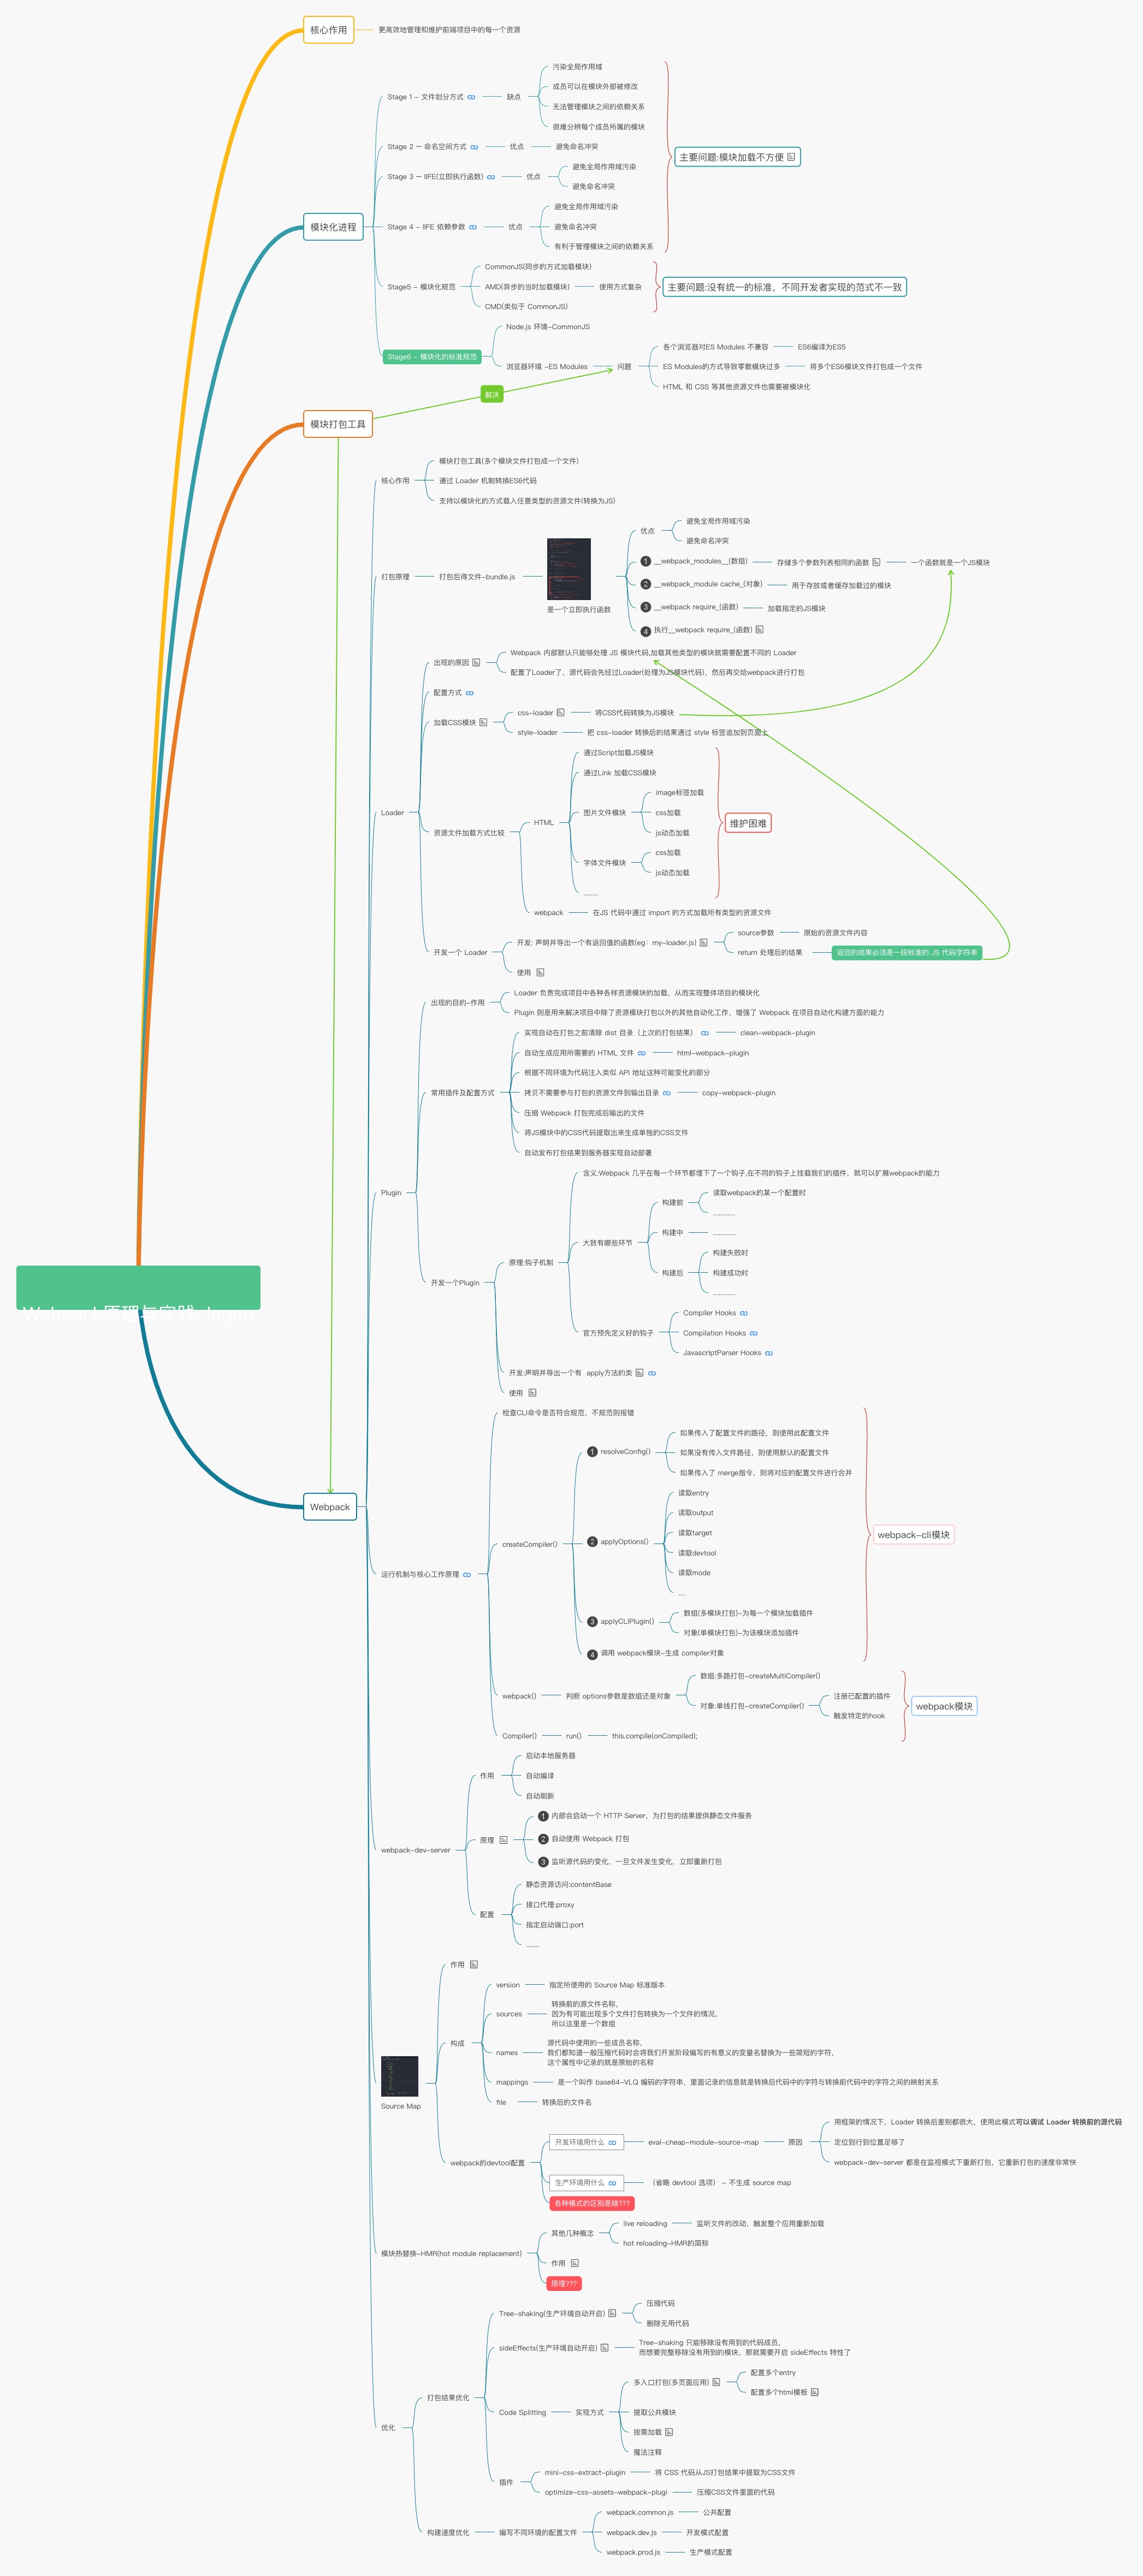 核心作用
更高效地管理和维护前端项目中的每一个资源
模块化进程
Stage 1 - 文件划分方式
缺点
污染全局作用域
成员可以在模块外部被修改
无法管理模块之间的依赖关系
很难分辨每个成员所属的模块
Stage 2 一 命名空间方式
优点
避免命名冲突
Stage 3 一 IIFE(立即执行函数)
优点
避免全局作用域污染
避免命名冲突
Stage 4 - IIFE 依赖参数
优点
避免全局作用域污染
避免命名冲突
有利于管理模块之间的依赖关系
主要问题:模块加载不方便
Stage5 - 模块化规范
CommonJS(同步的方式加载模块)
AMD(异步的当时加载模块)
使用方式复杂
CMD(类似于 CommonJS)
主要问题:没有统一的标准，不同开发者实现的范式不一致
Stage6 - 模块化的标准规范
Node.js 环境-CommonJS
浏览器环境 -ES Modules
问题
各个浏览器对ES Modules 不兼容
ES6编译为ES5
ES Modules的方式导致零散模块过多
将多个ES6模块文件打包成一个文件
HTML 和 CSS 等其他资源文件也需要被模块化
解决
模块打包工具
Webpack原理与实践-lagou
Webpack
核心作用
模块打包工具(多个模块文件打包成一个文件)
通过 Loader 机制转换ES6代码
支持以模块化的方式载入任意类型的资源文件(转换为JS)
打包原理
打包后得文件-bundle.js
是一个立即执行函数
优点
避免全局作用域污染
避免命名冲突
1 __webpack_modules__(数组)
存储多个参数列表相同的函数
一个函数就是一个JS模块
2 __webpack_module cache_(对象)
用于存放或者缓存加载过的模块
3 __webpack require_(函数)
加载指定的JS模块
4 执行__webpack require_(函数)
Loader
出现的原因
Webpack 内部默认只能够处理 JS 模块代码,加载其他类型的模块就需要配置不同的 Loader
配置了Loader了，源代码会先经过Loader(处理为JS模块代码)，然后再交给webpack进行打包
配置方式
加载CSS模块
css-loader
将CSS代码转换为JS模块
style-loader
把 css-loader 转换后的结果通过 style 标签追加到页面上
资源文件加载方式比较
HTML
通过Script加载JS模块
通过Link 加载CSS模块
图片文件模块
image标签加载
css加载
js动态加载
字体文件模块
css加载
js动态加载
........
维护困难
webpack
在JS 代码中通过 import 的方式加载所有类型的资源文件
开发一个 Loader
开发: 声明并导出一个有返回值的函数(eg：my-loader.js)
source参数
原始的资源文件内容
return 处理后的结果
返回的结果必须是一段标准的 JS 代码字符串
使用
Plugin
出现的目的-作用
Loader 负责完成项目中各种各样资源模块的加载，从而实现整体项目的模块化
Plugin 则是用来解决项目中除了资源模块打包以外的其他自动化工作，增强了 Webpack 在项目自动化构建方面的能力
常用插件及配置方式
实现自动在打包之前清除 dist 目录（上次的打包结果）
clean-webpack-plugin
自动生成应用所需要的 HTML 文件
html-webpack-plugin
根据不同环境为代码注入类似 API 地址这种可能变化的部分
拷贝不需要参与打包的资源文件到输出目录
copy-webpack-plugin
压缩 Webpack 打包完成后输出的文件
将JS模块中的CSS代码提取出来生成单独的CSS文件
自动发布打包结果到服务器实现自动部署
开发一个Plugin
原理:钩子机制
含义:Webpack 几乎在每一个环节都埋下了一个钩子,在不同的钩子上挂载我们的插件，就可以扩展webpack的能力
大致有哪些环节
构建前
读取webpack的某一个配置时
............
构建中
............
构建后
构建失败时
构建成功时
............
官方预先定义好的钩子
Compiler Hooks
Compilation Hooks
JavascriptParser Hooks
开发:声明并导出一个有 apply方法的类
使用
运行机制与核心工作原理
检查CLI命令是否符合规范，不规范则报错
createCompiler()
1 resolveConfig()
如果传入了配置文件的路径，则使用此配置文件
如果没有传入文件路径，则使用默认的配置文件
如果传入了 merge指令，则将对应的配置文件进行合并
2 applyOptions()
读取entry
读取output
读取target
读取devtool
读取mode
....
3 applyCLIPlugin()
数组(多模块打包)-为每一个模块加载插件
对象(单模块打包)-为该模块添加插件
4 调用 webpack模块-生成 compiler对象
webpack-cli模块
webpack()
判断 options参数是数组还是对象
数组:多路打包-createMultiCompiler()
对象:单线打包-createCompiler()
注册已配置的插件
触发特定的hook
Compiler()
run()
this.compile(onCompiled);
webpack模块
webpack-dev-server
作用
启动本地服务器
自动编译
自动刷新
原理
1 内部会启动一个 HTTP Server，为打包的结果提供静态文件服务
2 自动使用 Webpack 打包
3 监听源代码的变化，一旦文件发生变化，立即重新打包
配置
静态资源访问:contentBase
接口代理:proxy
指定启动端口:port
.......
Source Map
作用
构成
version
指定所使用的 Source Map 标准版本
sources
转换前的源文件名称，
因为有可能出现多个文件打包转换为一个文件的情况，
所以这里是一个数组
names
源代码中使用的一些成员名称，
我们都知道一般压缩代码时会将我们开发阶段编写的有意义的变量名替换为一些简短的字符，
这个属性中记录的就是原始的名称
mappings
是一个叫作 base64-VLQ 编码的字符串，里面记录的信息就是转换后代码中的字符与转换前代码中的字符之间的映射关系
file
转换后的文件名
webpack的devtool配置
开发环境用什么
eval-cheap-module-source-map
原因
用框架的情况下，Loader 转换后差别都很大，使用此模式可以调试 Loader 转换前的源代码
定位到行到位置足够了
webpack-dev-server 都是在监视模式下重新打包，它重新打包的速度非常快
生产环境用什么
（省略 devtool 选项） - 不生成 source map
各种模式的区别是啥???
模块热替换-HMR(hot module replacement)
其他几种概念
live reloading
监听文件的改动，触发整个应用重新加载
hot reloading-HMR的简称
作用
原理???
优化
打包结果优化
Tree-shaking(生产环境自动开启)
压缩代码
删除无用代码
sideEffects(生产环境自动开启)
Tree-shaking 只能移除没有用到的代码成员，
而想要完整移除没有用到的模块，那就需要开启 sideEffects 特性了
Code Splitting
实现方式
多入口打包(多页面应用)
配置多个entry
配置多个html模板
提取公共模块
按需加载
魔法注释
插件
mini-css-extract-plugin
将 CSS 代码从JS打包结果中提取为CSS文件
optimize-css-assets-webpack-plugi
压缩CSS文件里面的代码
构建速度优化
编写不同环境的配置文件
webpack.common.js
公共配置
webpack.dev.js
开发模式配置
webpack.prod.js
生产模式配置